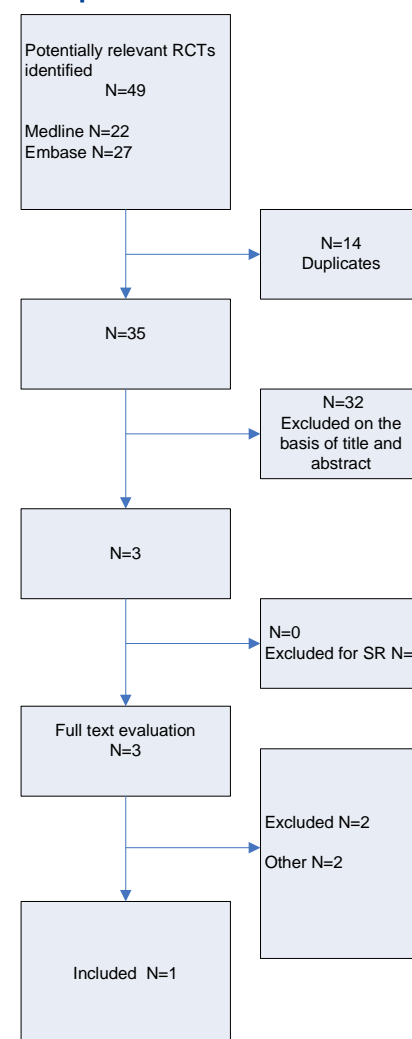 Potentially relevant RCTs
identified
N=49
Medline N=22
Embase N=27
N=14
Duplicates
N=35
N=32
Excluded on the
basis of title and
abstract
N=3
N=0
Excluded for SR N=
Full text evaluation
N=3
Excluded N=2
Other N=2
Included N=1